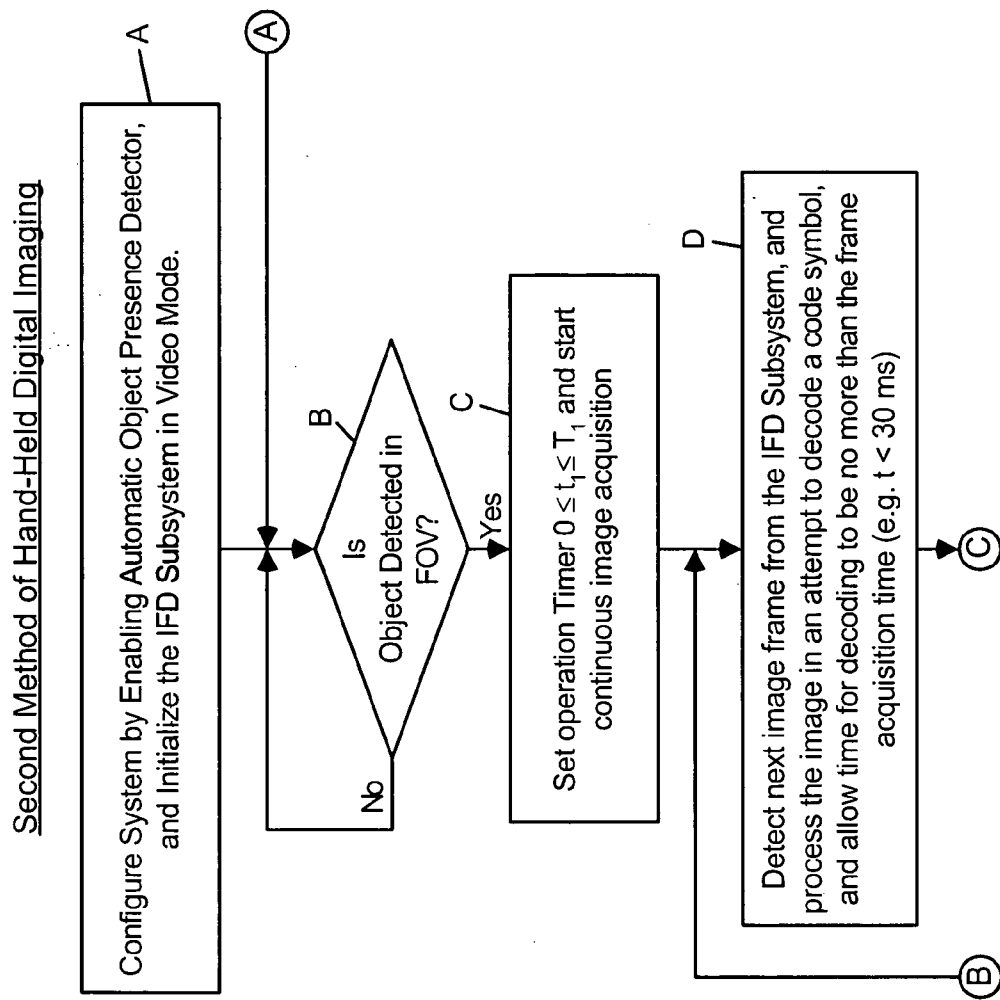 Second Method of Hand-Held Digital Imaging
A
Configure System by Enabling Automatic Object Presence Detector,
and Initialize the IFD Subsystem in Video Mode.
A
B
Is
Object Detected in
FOV?
No
Yes
C
Set operation Timer 0 ≤ t₁ ≤ T₁ and start
continuous image acquisition
D
Detect next image frame from the IFD Subsystem, and
process the image in an attempt to decode a code symbol,
and allow time for decoding to be no more than the frame
acquisition time (e.g. t < 30 ms)
B
C